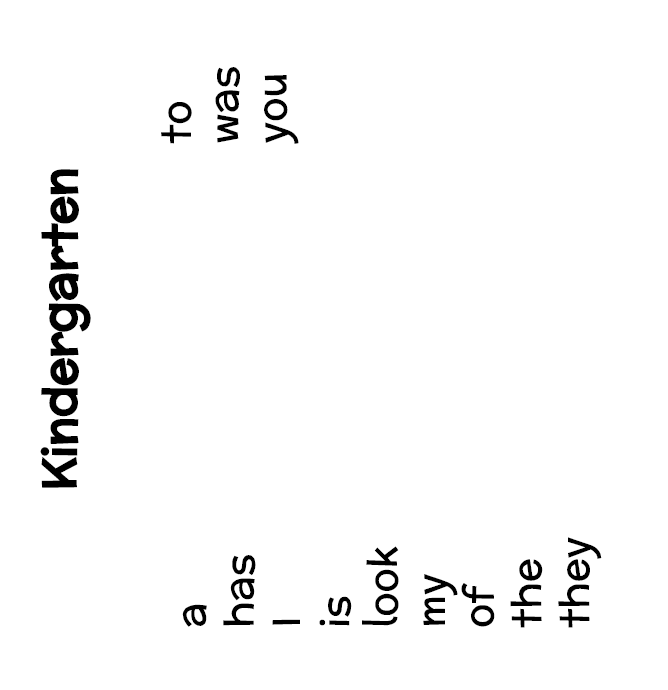 Kindergarten
a
has
I
is
look
my
of
the
they
to
was
you